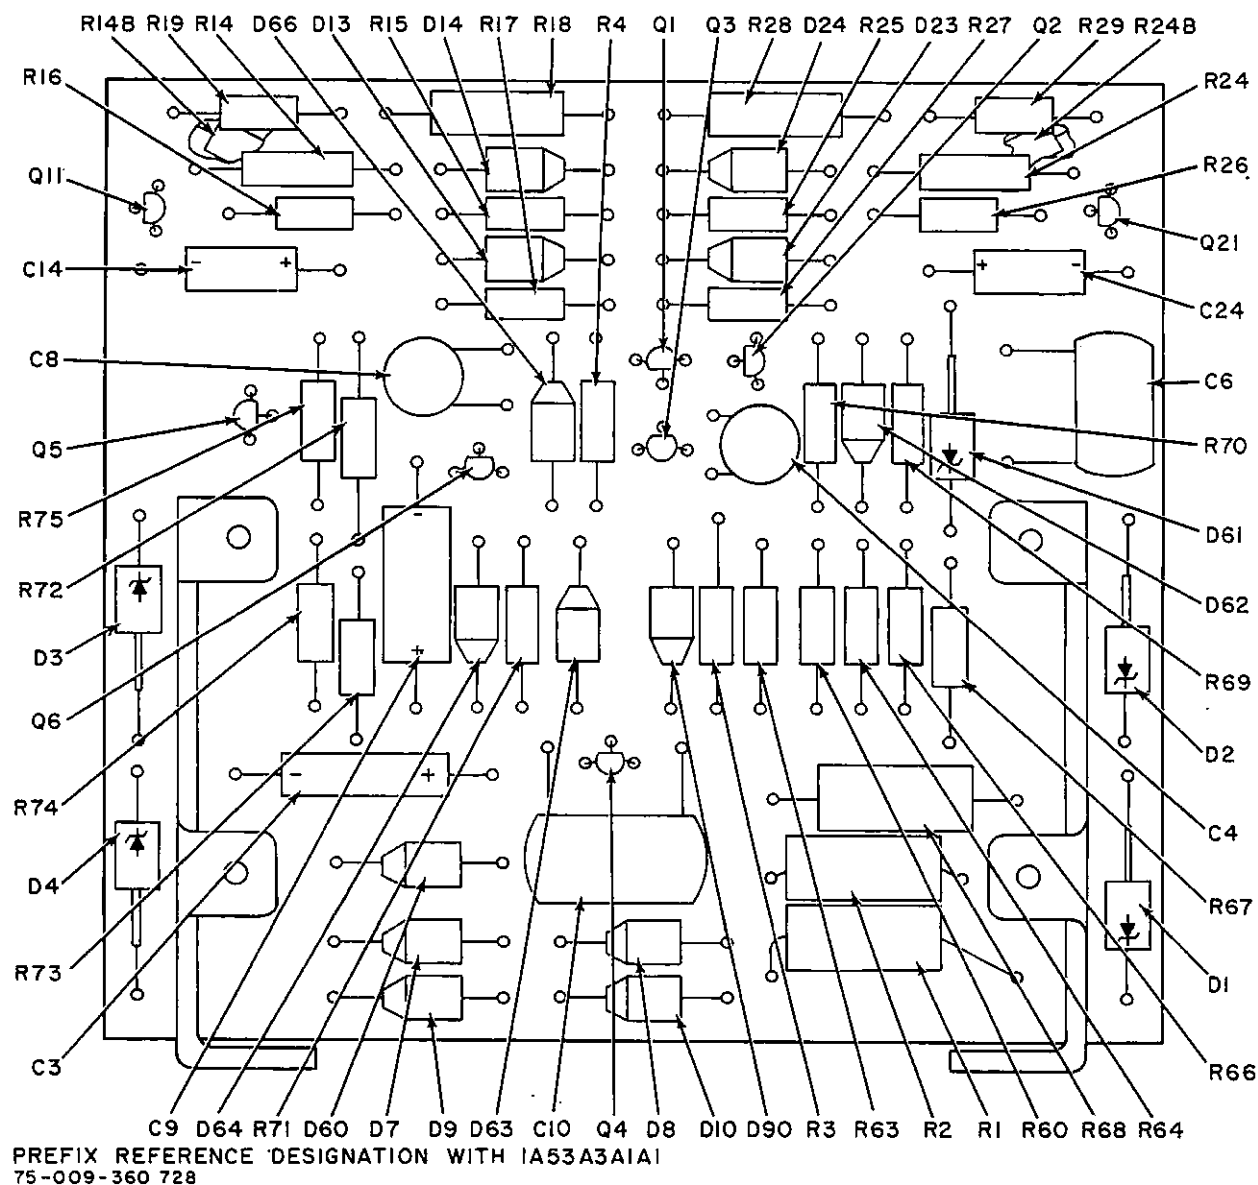 R14B R19 R14 D66 D13 R15 D14 R17 R18 R4 Q1 Q3 R28 D24 R25 D23 R27 Q2 R29 R24B
R16
R24
Q11
R26
Q21
C14
- +
+ -
C24
C8
C6
Q5
R70
R75
-
D61
R72
D62
D3
+
R69
Q6
D2
R74
- +
C4
D4
R67
R73
D1
C3
R66
C9 D64 R71 D60 D7 D9 D63 C10 Q4 D8 D10 D90 R3 R63 R2 R1 R60 R68 R64
PREFIX REFERENCE DESIGNATION WITH 1A53A3A1A1
75-009-360 728